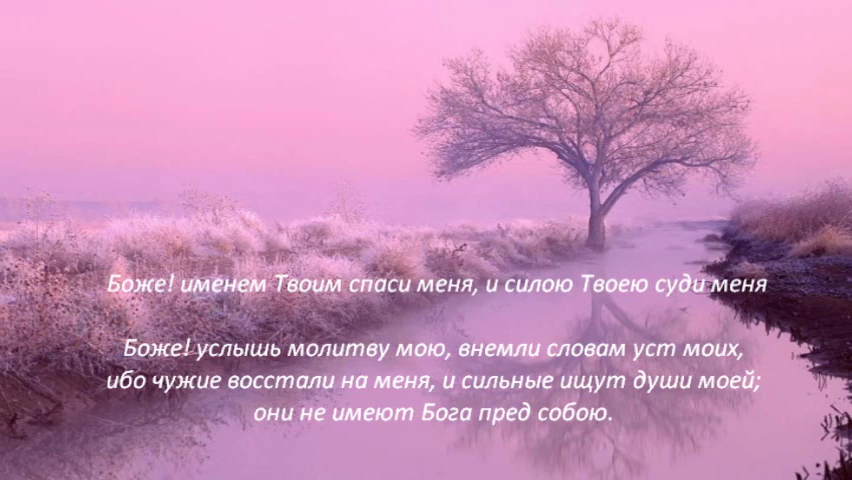 Боже! именем Твоим спаси меня, и силою Твоею суди меня
Боже! услышь молитву мою, внемли словам уст моих,
ибо чужие восстали на меня, и сильные ищут души моей;
они не имеют Бога пред собою.